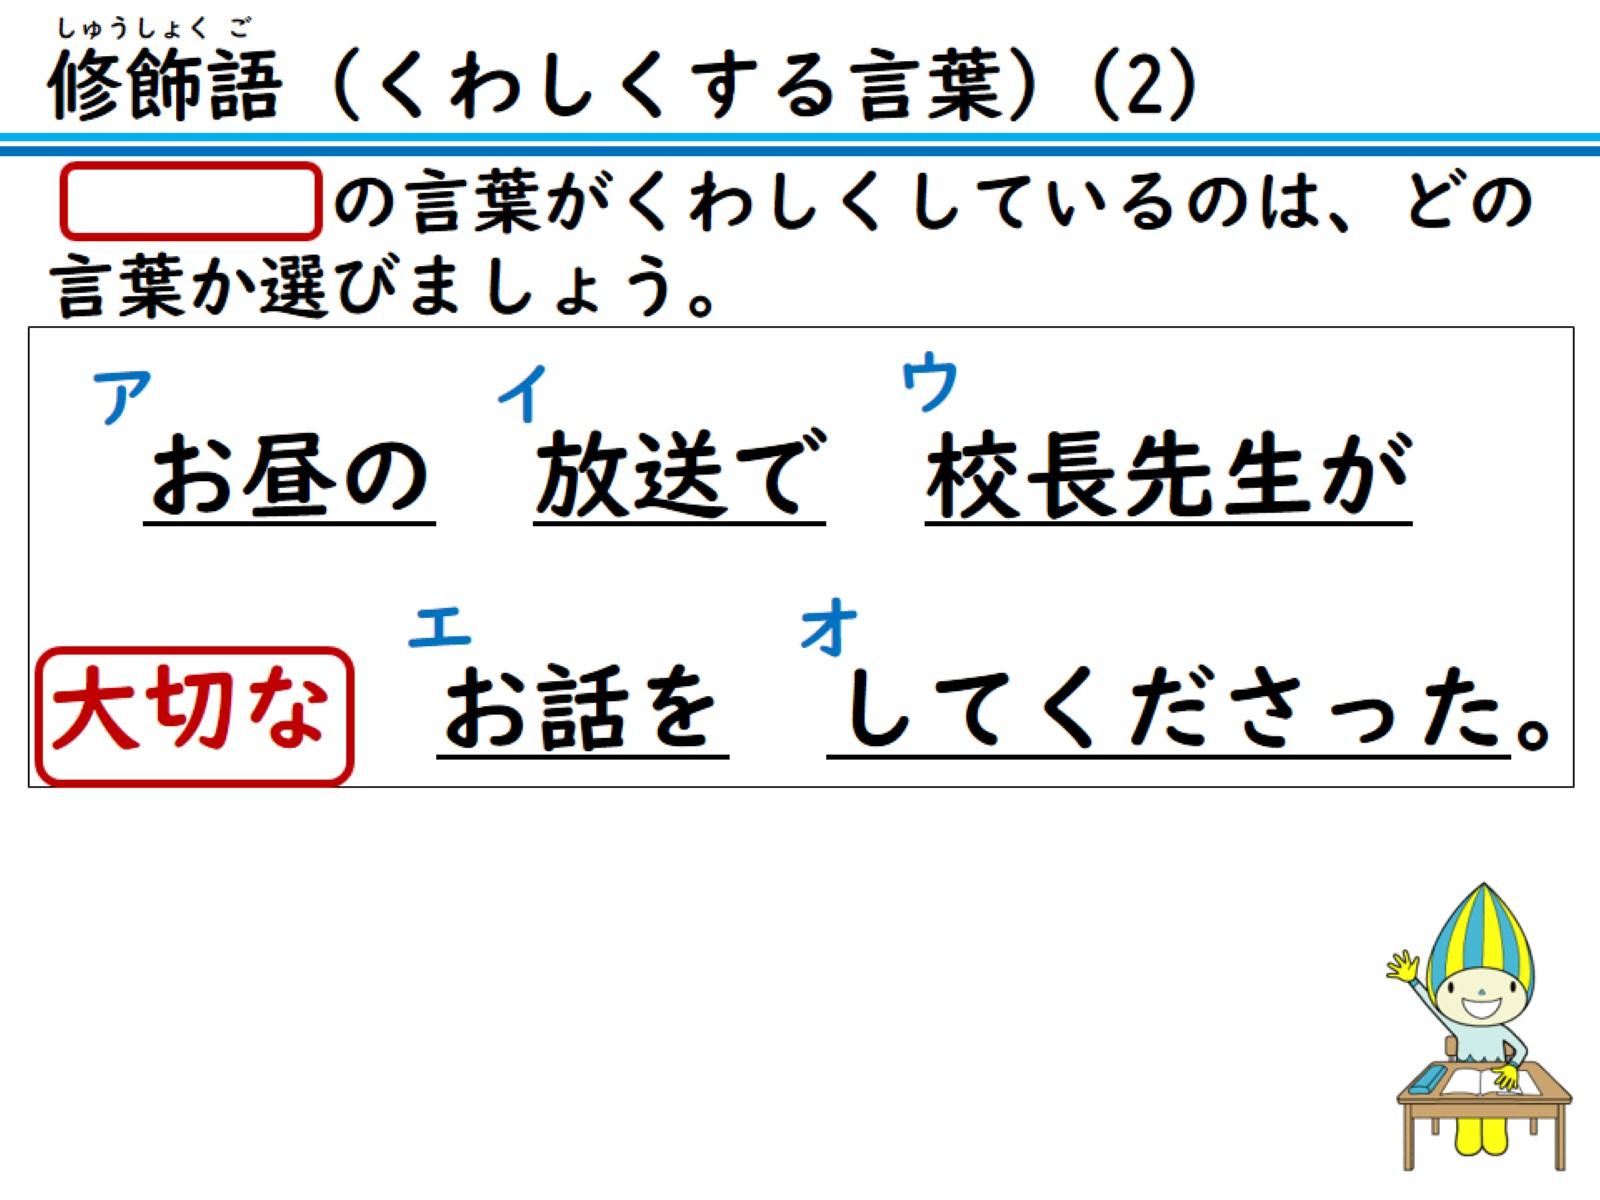 しゅうしょく ご
修飾語（くわしくする言葉）(2)
の言葉がくわしくしているのは、どの
言葉か選びましょう。
ア イ ウ
お昼の 放送で 校長先生が
エ オ
大切な お話を してくださった。